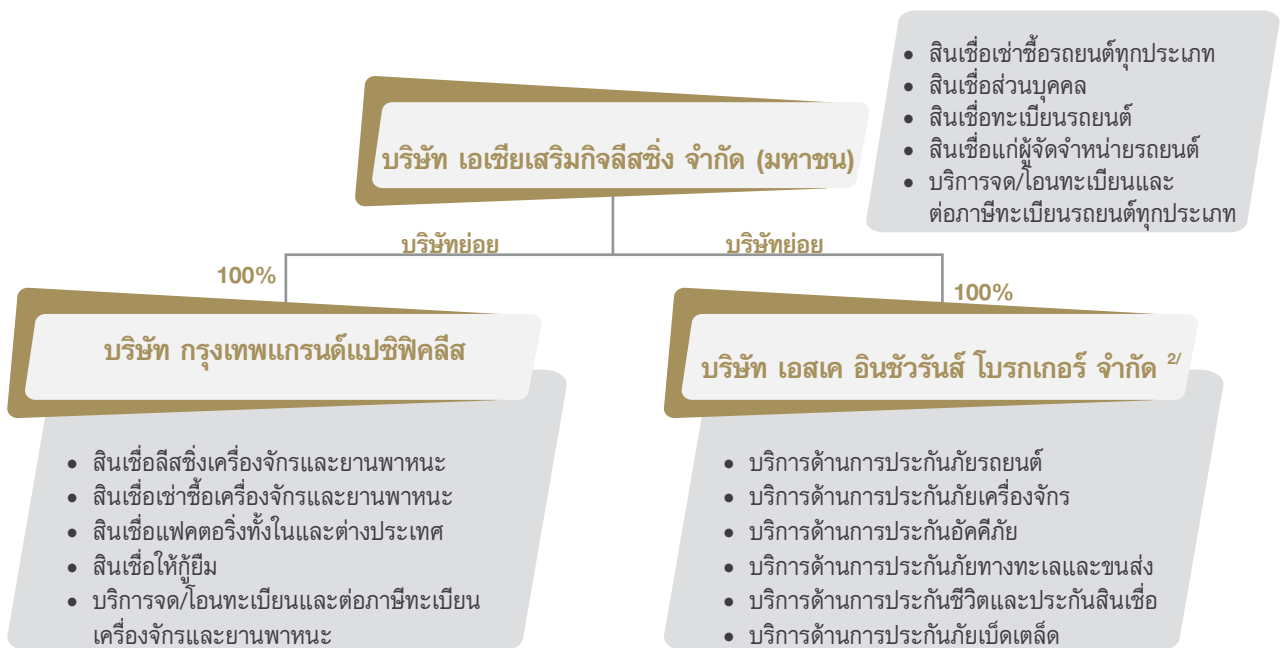 บริษัท เอเซียเสริมกิจลีสซิ่ง จำกัด (มหาชน)
• สินเชื่อเช่าซื้อรถยนต์ทุกประเภท
• สินเชื่อส่วนบุคคล
• สินเชื่อทะเบียนรถยนต์
• สินเชื่อแก่ผู้จัดจำหน่ายรถยนต์
• บริการจด/โอนทะเบียนและ
ต่อภาษีทะเบียนรถยนต์ทุกประเภท
บริษัทย่อย
100%
บริษัท กรุงเทพแกรนด์แปซิฟิคลีส
• สินเชื่อลีสซิ่งเครื่องจักรและยานพาหนะ
• สินเชื่อเช่าซื้อเครื่องจักรและยานพาหนะ
• สินเชื่อแฟคตอริ่งทั้งในและต่างประเทศ
• สินเชื่อให้กู้ยืม
• บริการจด/โอนทะเบียนและต่อภาษีทะเบียน
เครื่องจักรและยานพาหนะ
บริษัทย่อย
100%
บริษัท เอสเค อินชัวรันส์ โบรกเกอร์ จำกัด 2/
• บริการด้านการประกันภัยรถยนต์
• บริการด้านการประกันภัยเครื่องจักร
• บริการด้านการประกันอัคคีภัย
• บริการด้านการประกันภัยทางทะเลและขนส่ง
• บริการด้านการประกันชีวิตและประกันสินเชื่อ
• บริการด้านการประกันภัยเบ็ดเตล็ด